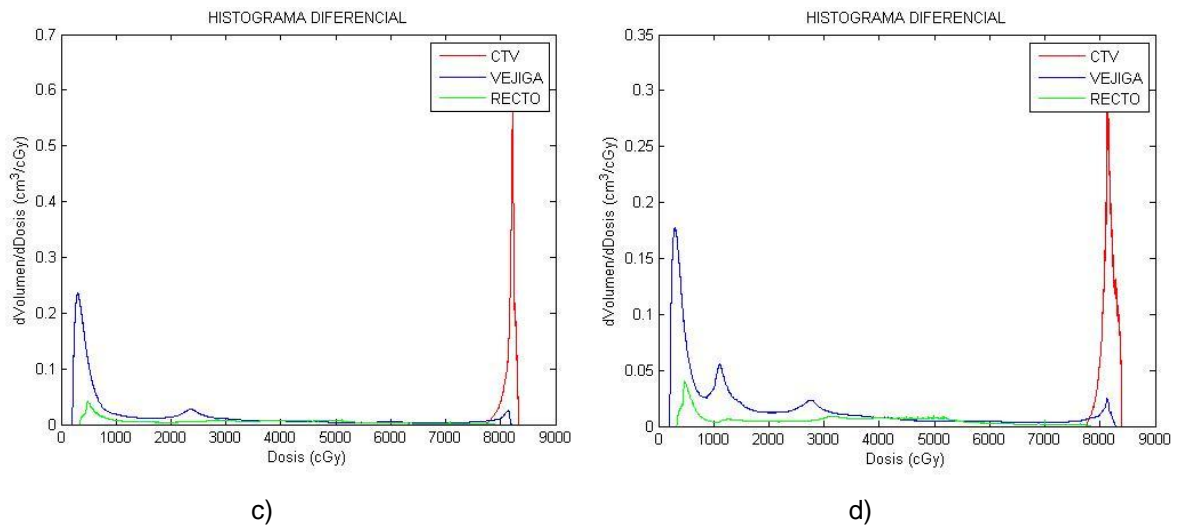 HISTOGRAMA DIFERENCIAL
0.7
0.6
0.5
0.4
0.3
0.2
0.1
0
dVolumen/dDosis (cm³/cGy)
CTV
VEJIGA
RECTO
0 1000 2000 3000 4000 5000 6000 7000 8000 9000
Dosis (cGy)
c)
HISTOGRAMA DIFERENCIAL
0.35
0.3
0.25
0.2
0.15
0.1
0.05
0
dVolumen/dDosis (cm³/cGy)
CTV
VEJIGA
RECTO
0 1000 2000 3000 4000 5000 6000 7000 8000 9000
Dosis (cGy)
d)